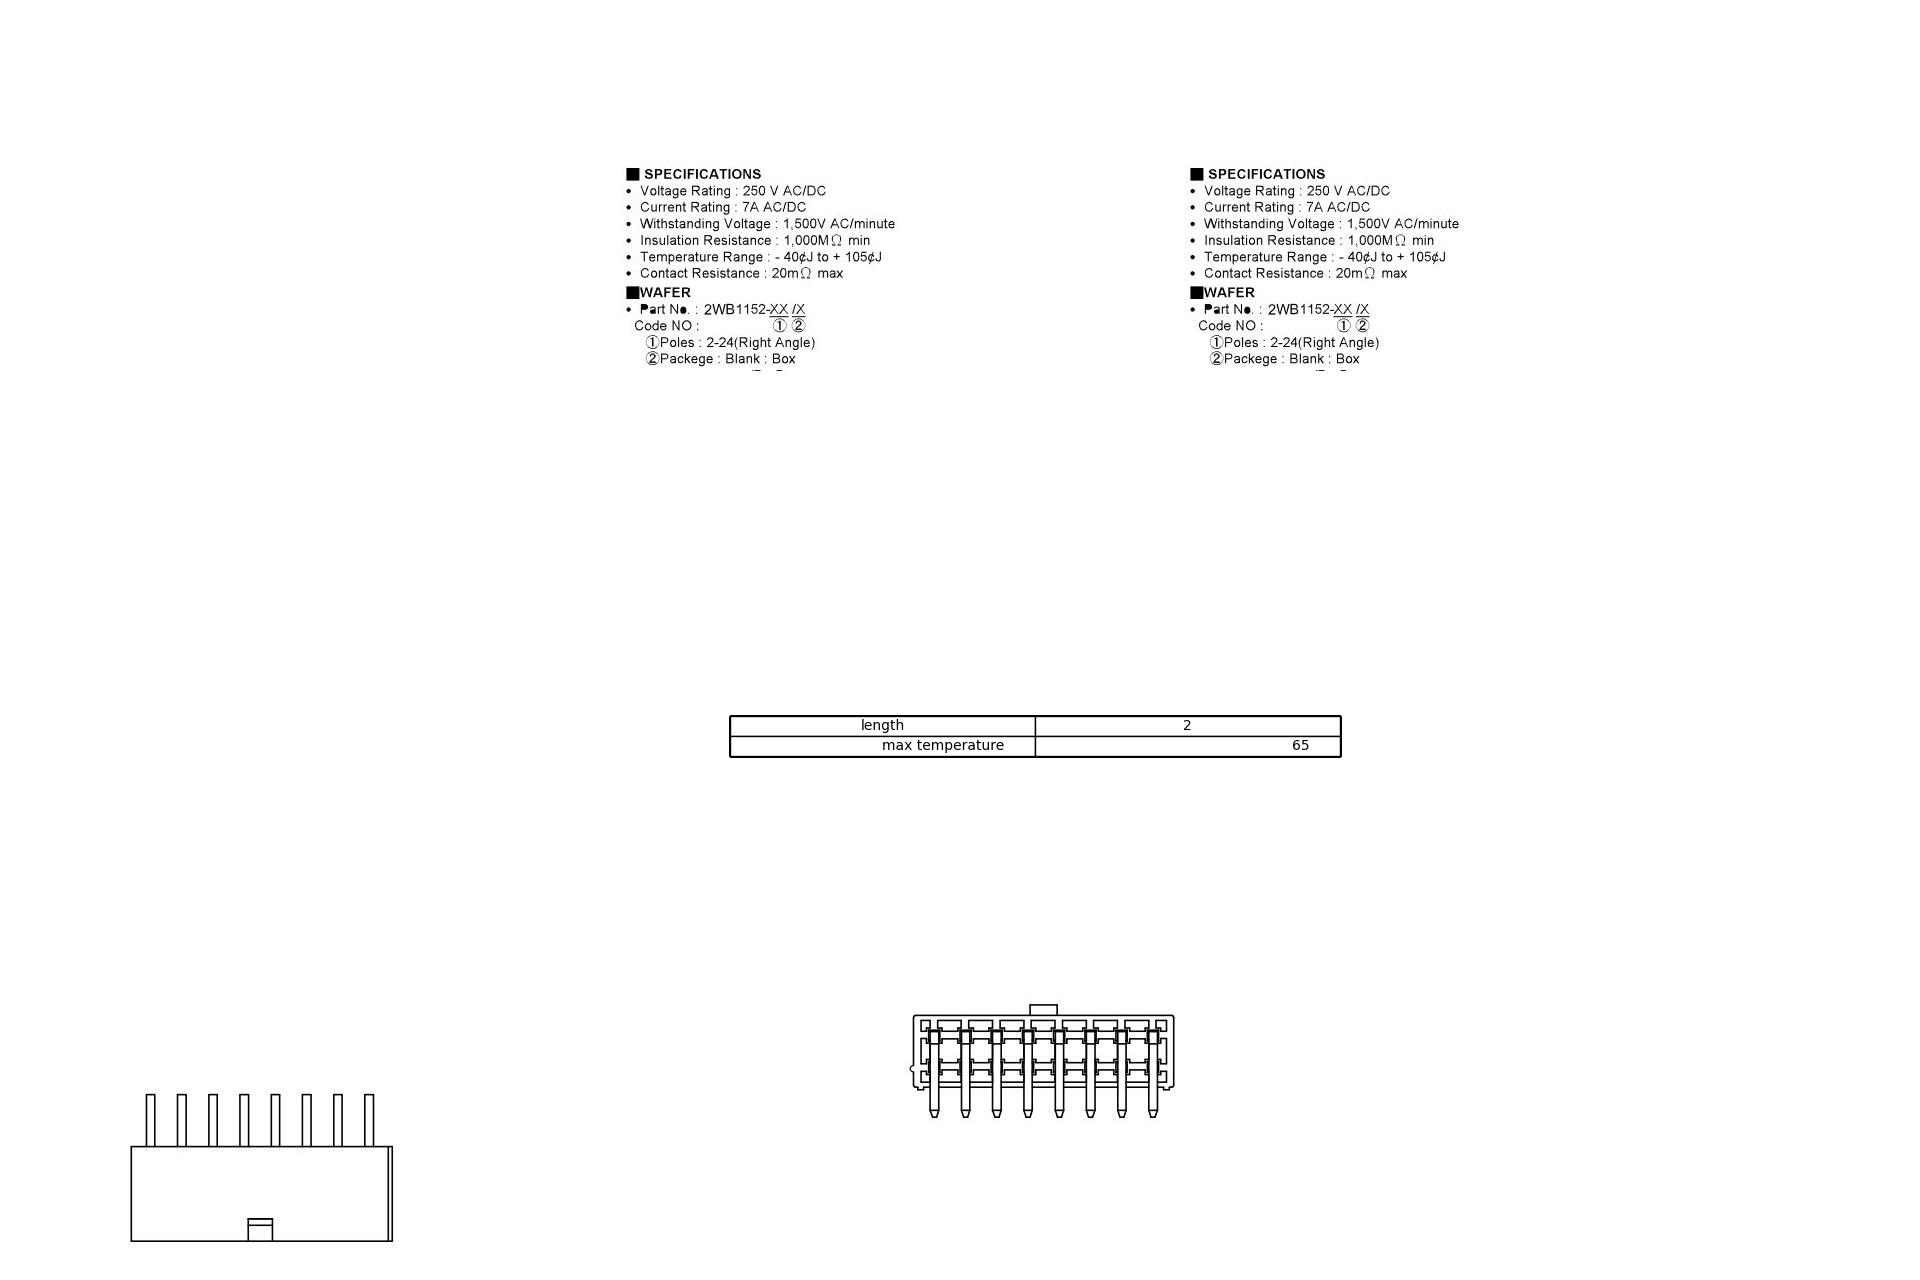 ■ SPECIFICATIONS
• Voltage Rating : 250 V AC/DC
• Current Rating : 7A AC/DC
• Withstanding Voltage : 1,500V AC/minute
• Insulation Resistance : 1,000MΩ min
• Temperature Range : - 40¢J to + 105¢J
• Contact Resistance : 20mΩ max
■WAFER
• Part No. : 2WB1152-XX /X
Code NO : ① ②
①Poles : 2-24(Right Angle)
②Packege : Blank : Box
■ SPECIFICATIONS
• Voltage Rating : 250 V AC/DC
• Current Rating : 7A AC/DC
• Withstanding Voltage : 1,500V AC/minute
• Insulation Resistance : 1,000MΩ min
• Temperature Range : - 40¢J to + 105¢J
• Contact Resistance : 20mΩ max
■WAFER
• Part No. : 2WB1152-XX /X
Code NO : ① ②
①Poles : 2-24(Right Angle)
②Packege : Blank : Box
length 2
max temperature 65